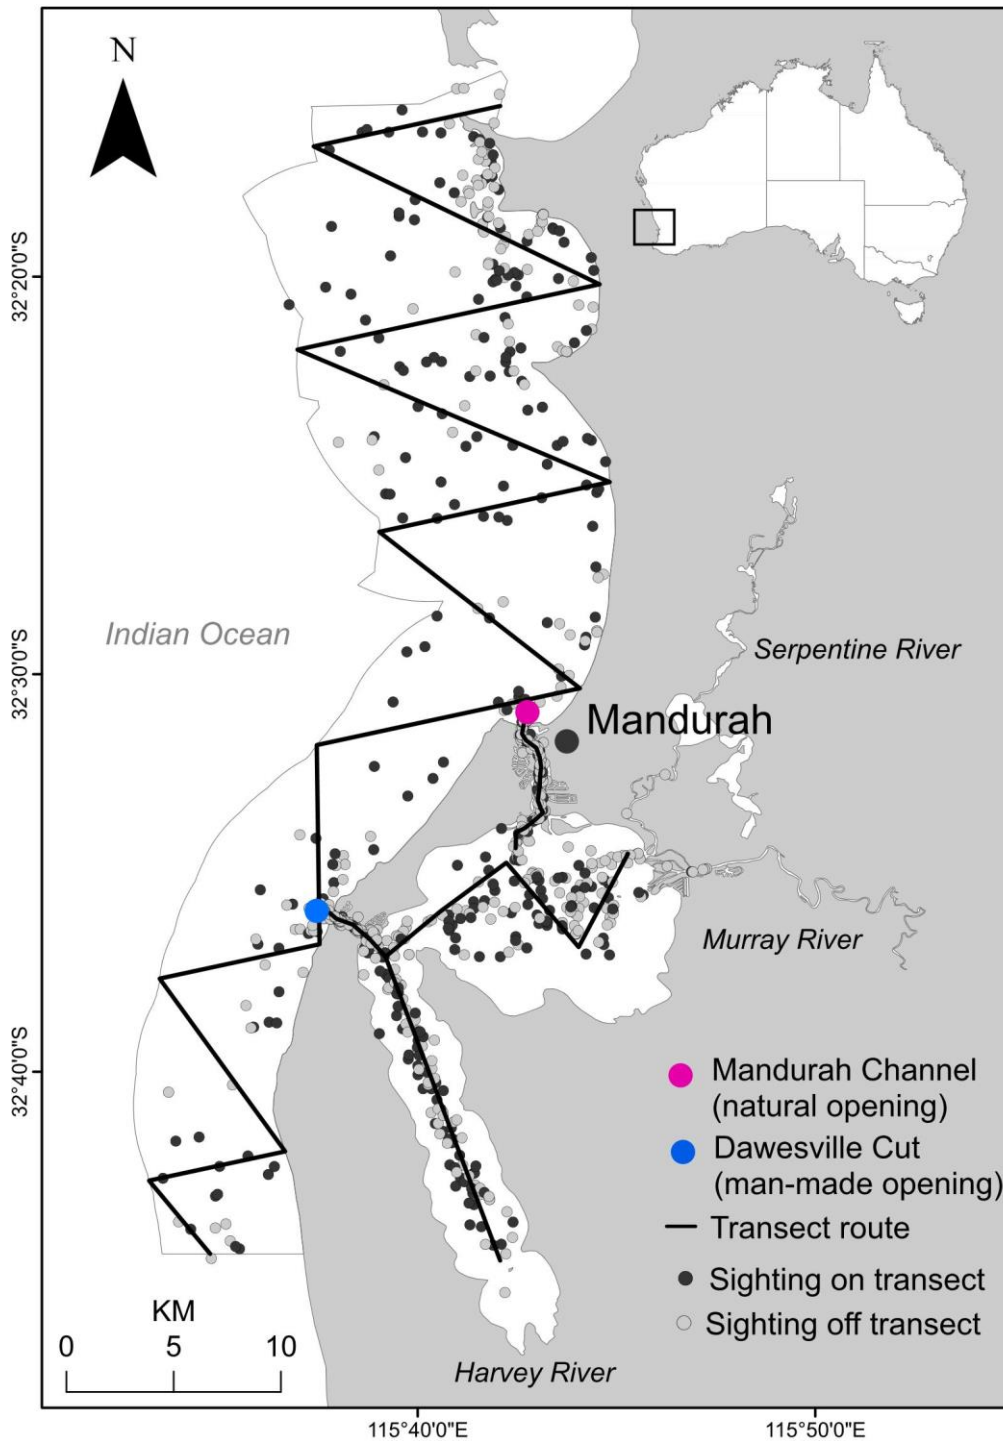 N
32°20'0"S
Indian Ocean
Serpentine River
32°30'0"S
Mandurah
Murray River
32°40'0"S
Mandurah Channel
(natural opening)
Dawesville Cut
(man-made opening)
Transect route
Sighting on transect
Sighting off transect
KM
0 5 10
Harvey River
115°40'0"E
115°50'0"E